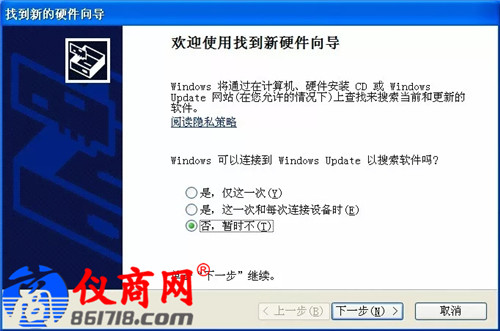 找到新的硬件向导
欢迎使用找到新硬件向导
Windows 将通过在计算机、硬件安装 CD 或 Windows
Update 网站(在您允许的情况下)上查找来搜索当前和更新的
软件。
阅读隐私策略
Windows 可以连接到 Windows Update 以搜索软件吗?
是，仅这一次(Y)
是，这一次和每次连接设备时(E)
否，暂时不(T)
下一步”继续。
仪商网®
861718.com
< 上一步(B) 下一步(N) > 取消